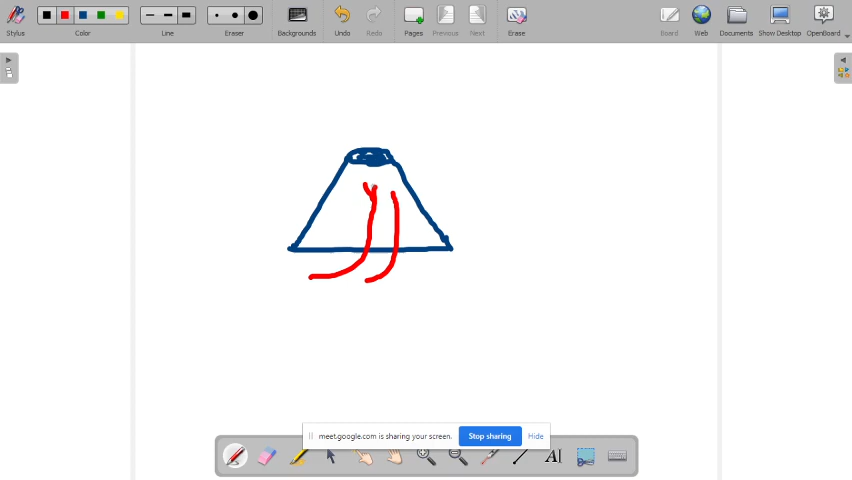 Stylus Color Line Eraser Backgrounds Undo Redo Pages Previous Next Erase Board Web Documents Show Desktop OpenBoard
meet.google.com is sharing your screen. Stop sharing Hide
A